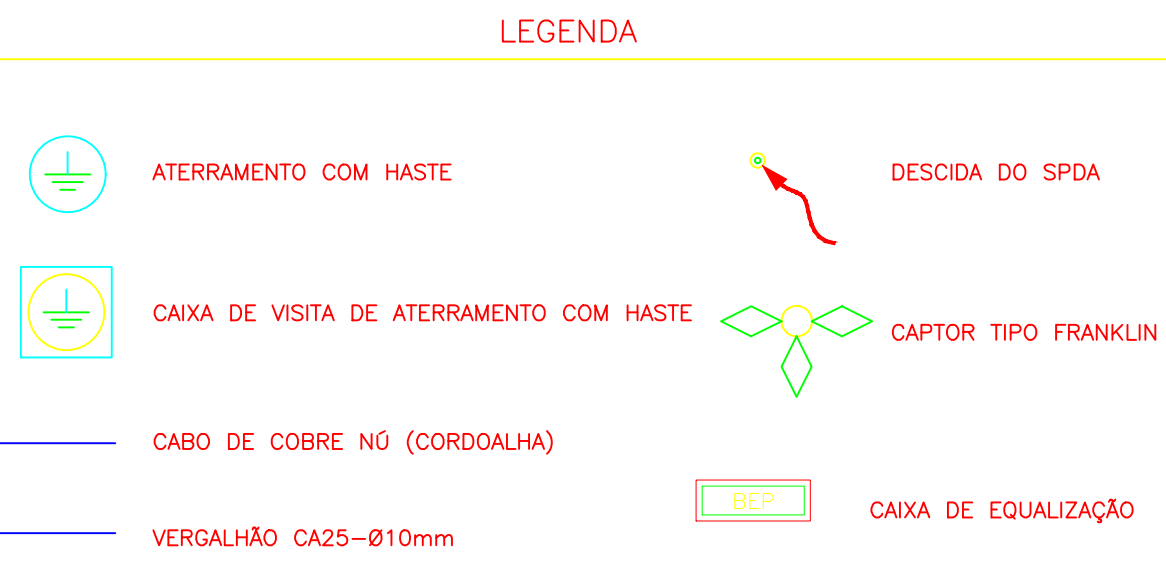 LEGENDA
ATERRAMENTO COM HASTE
DESCIDA DO SPDA
CAIXA DE VISITA DE ATERRAMENTO COM HASTE
CAPTOR TIPO FRANKLIN
CABO DE COBRE NÚ (CORDOALHA)
BEP
CAIXA DE EQUALIZAÇÃO
VERGALHÃO CA25-Ø10mm